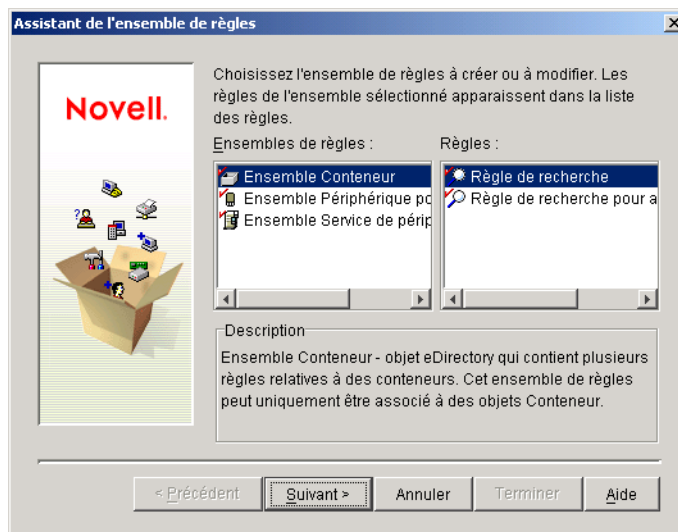 Assistant de l'ensemble de règles
Novell.
Choisissez l'ensemble de règles à créer ou à modifier. Les
règles de l'ensemble sélectionné apparaissent dans la liste
des règles.
Ensembles de règles :
Règles :
Ensemble Conteneur
Ensemble Périphérique po
Ensemble Service de périp
Règle de recherche
Règle de recherche pour a
Description
Ensemble Conteneur - objet eDirectory qui contient plusieurs
règles relatives à des conteneurs. Cet ensemble de règles
peut uniquement être associé à des objets Conteneur.
< Précédent
Suivant >
Annuler
Terminer
Aide